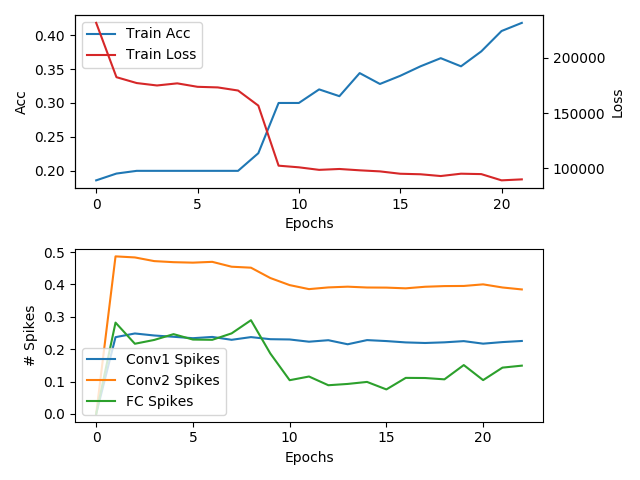 Train Acc
Train Loss
0.40
0.35
0.30
0.25
0.20
Acc
200000
150000
100000
Loss
0 5 10 15 20
Epochs
0.5
0.4
0.3
0.2
0.1
0.0
# Spikes
Conv1 Spikes
Conv2 Spikes
FC Spikes
0 5 10 15 20
Epochs